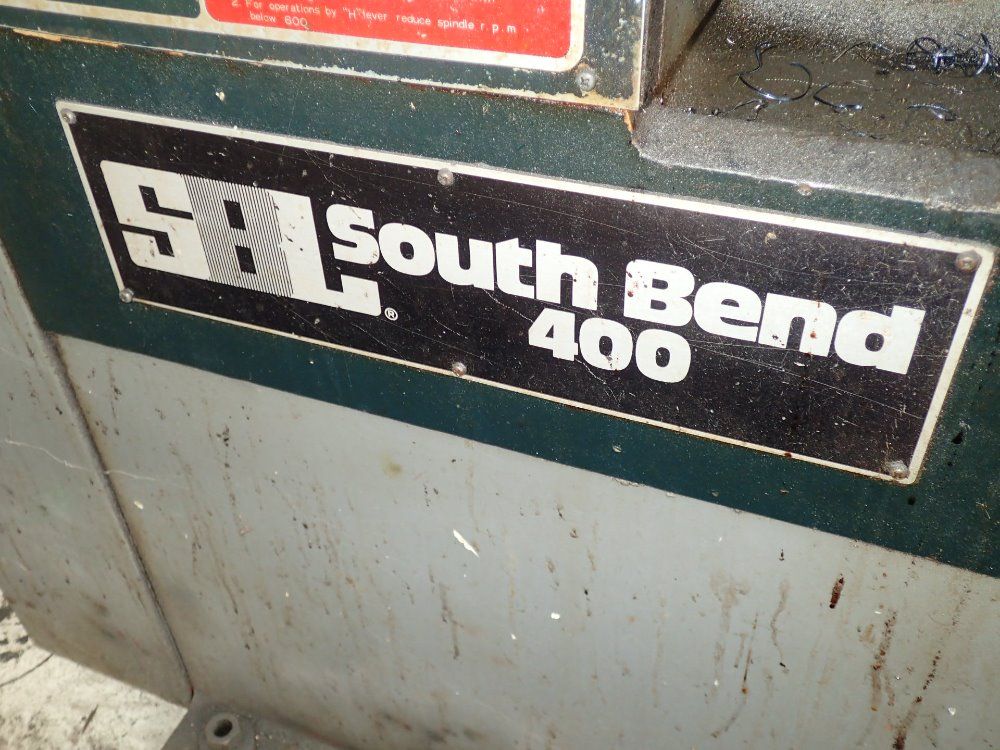 2. For operations by "H" lever reduce spindle r.p.m
below 600
SBL ® South Bend
400